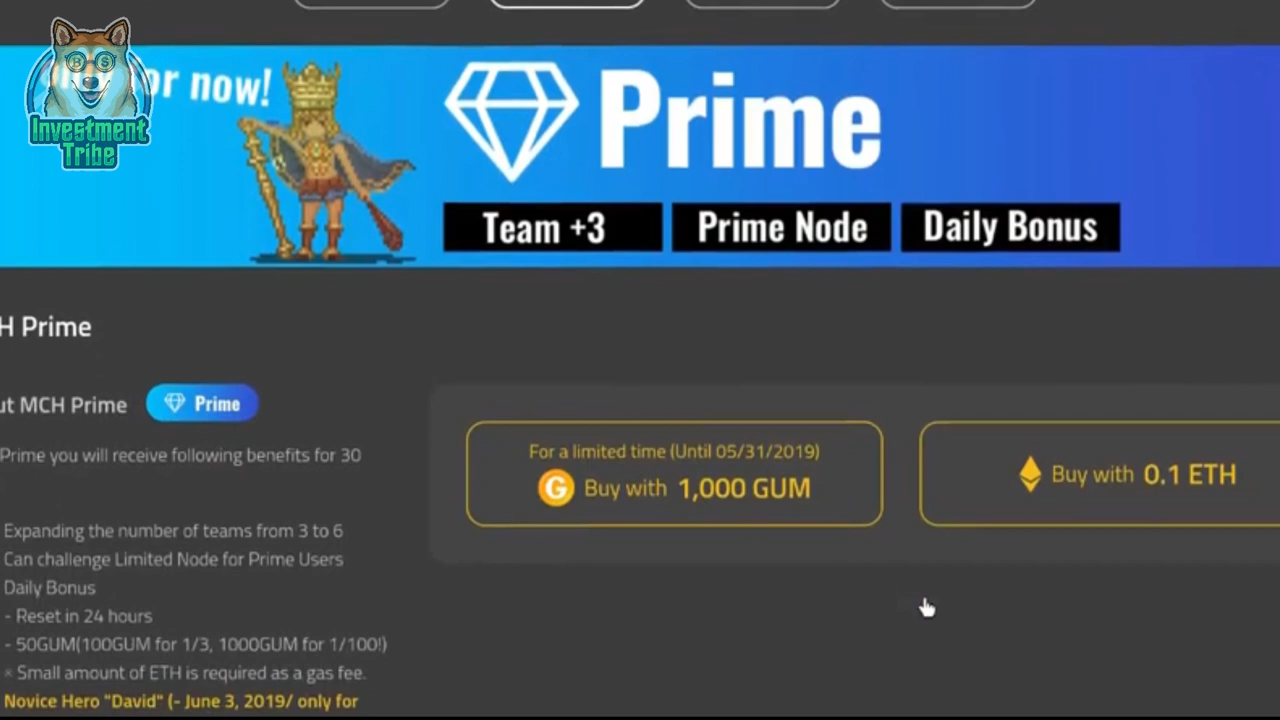 or now!
Investment
Tribe
Prime
Team +3
Prime Node
Daily Bonus
H Prime
ut MCH Prime
Prime
Prime you will receive following benefits for 30
Expanding the number of teams from 3 to 6
Can challenge Limited Node for Prime Users
Daily Bonus
- Reset in 24 hours
- 50GUM(100GUM for 1/3, 1000GUM for 1/100!)
× Small amount of ETH is required as a gas fee.
Novice Hero "David" (- June 3, 2019/ only for
For a limited time (Until 05/31/2019)
G Buy with 1,000 GUM
Buy with 0.1 ETH